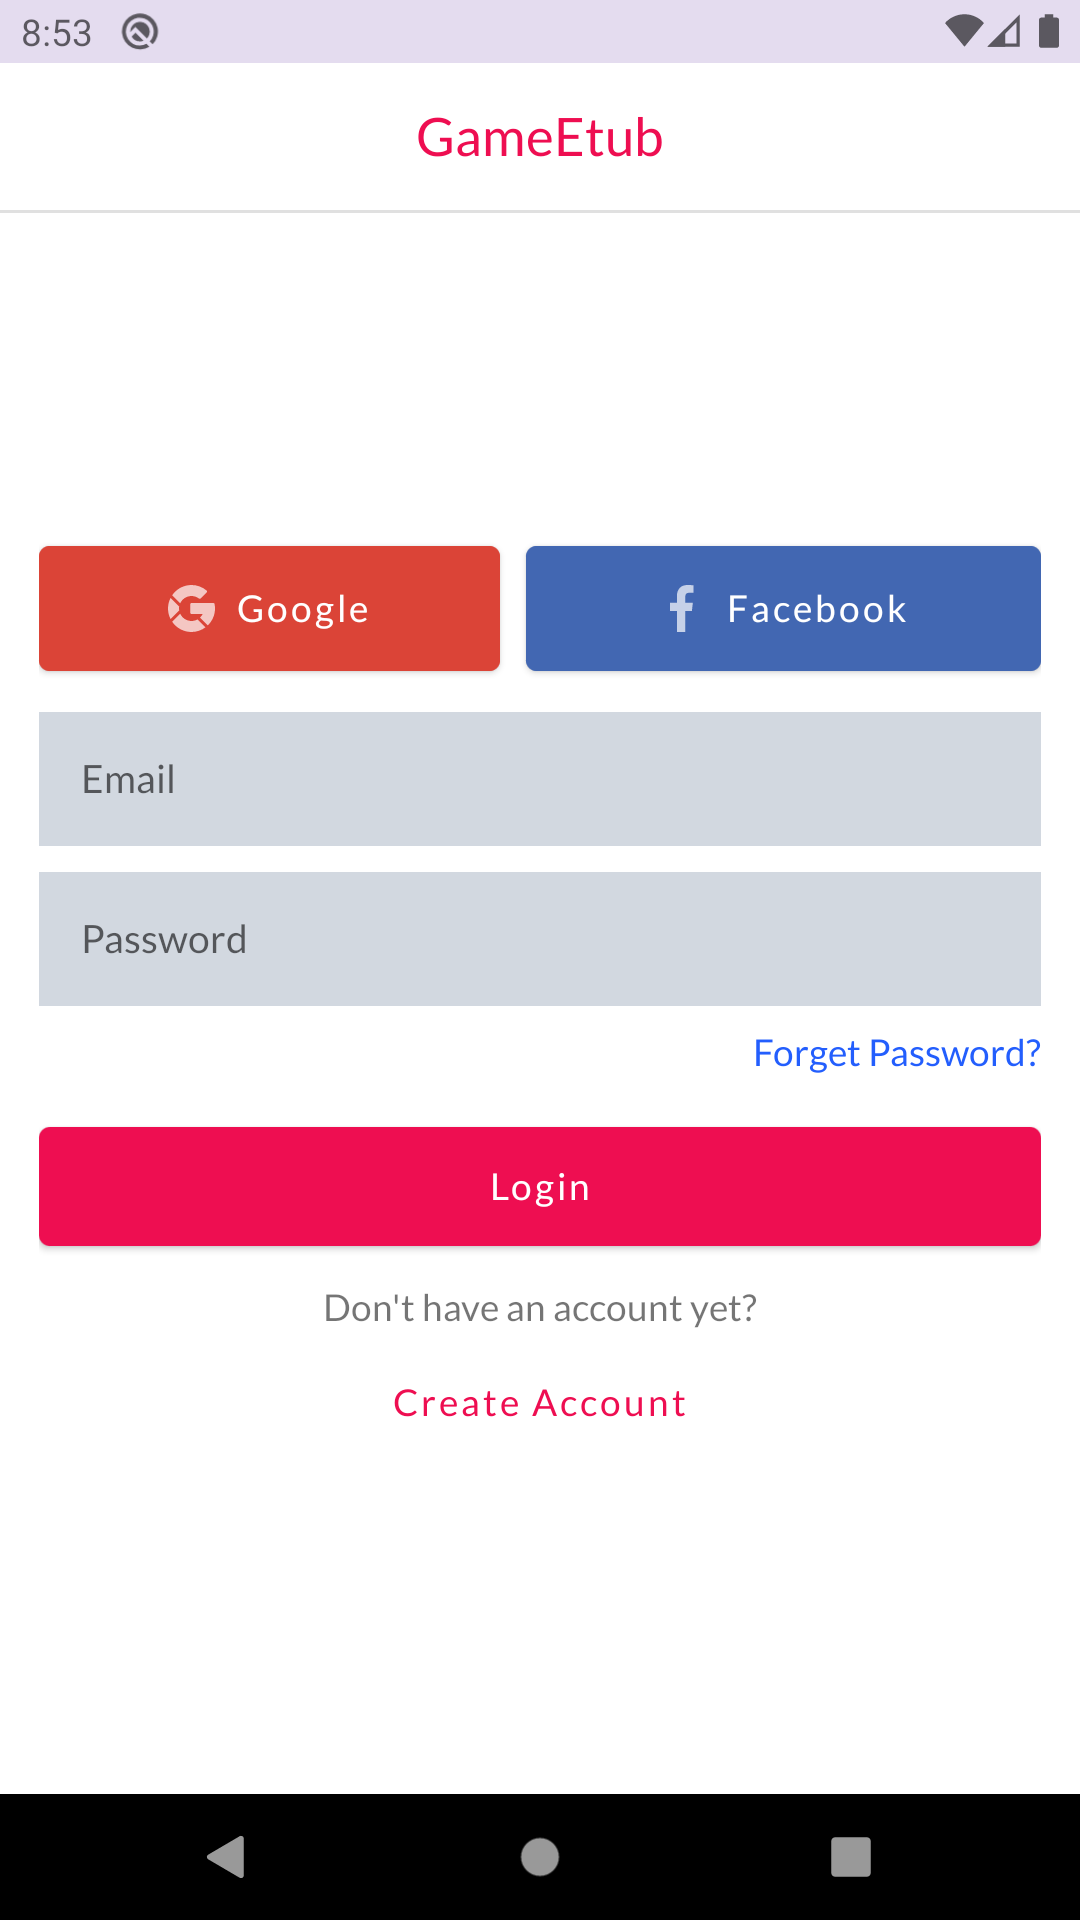 8:53
GameEtub
Google
Facebook
Email
Password
Forget Password?
Login
Don't have an account yet?
Create Account